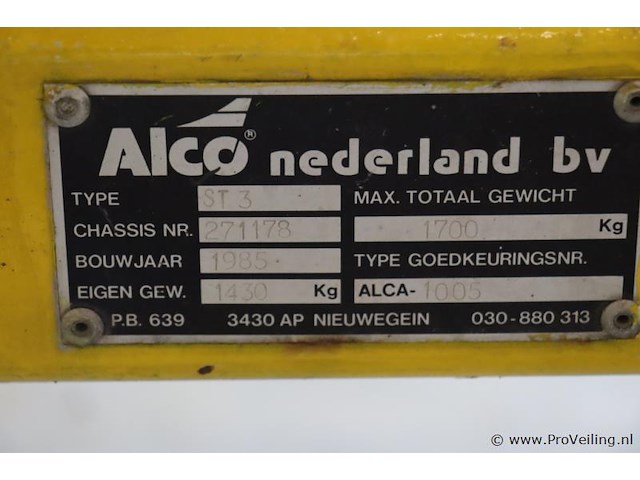 ALCO® nederland bv
TYPE ST 3
CHASSIS NR. 271178
BOUWJAAR 1985
EIGEN GEW. 1430 Kg
MAX. TOTAAL GEWICHT
1700 Kg
TYPE GOEDKEURINGSNR.
ALCA-1005
P.B. 639 3430 AP NIEUWEGEIN 030-880 313
© www.ProVeiling.nl